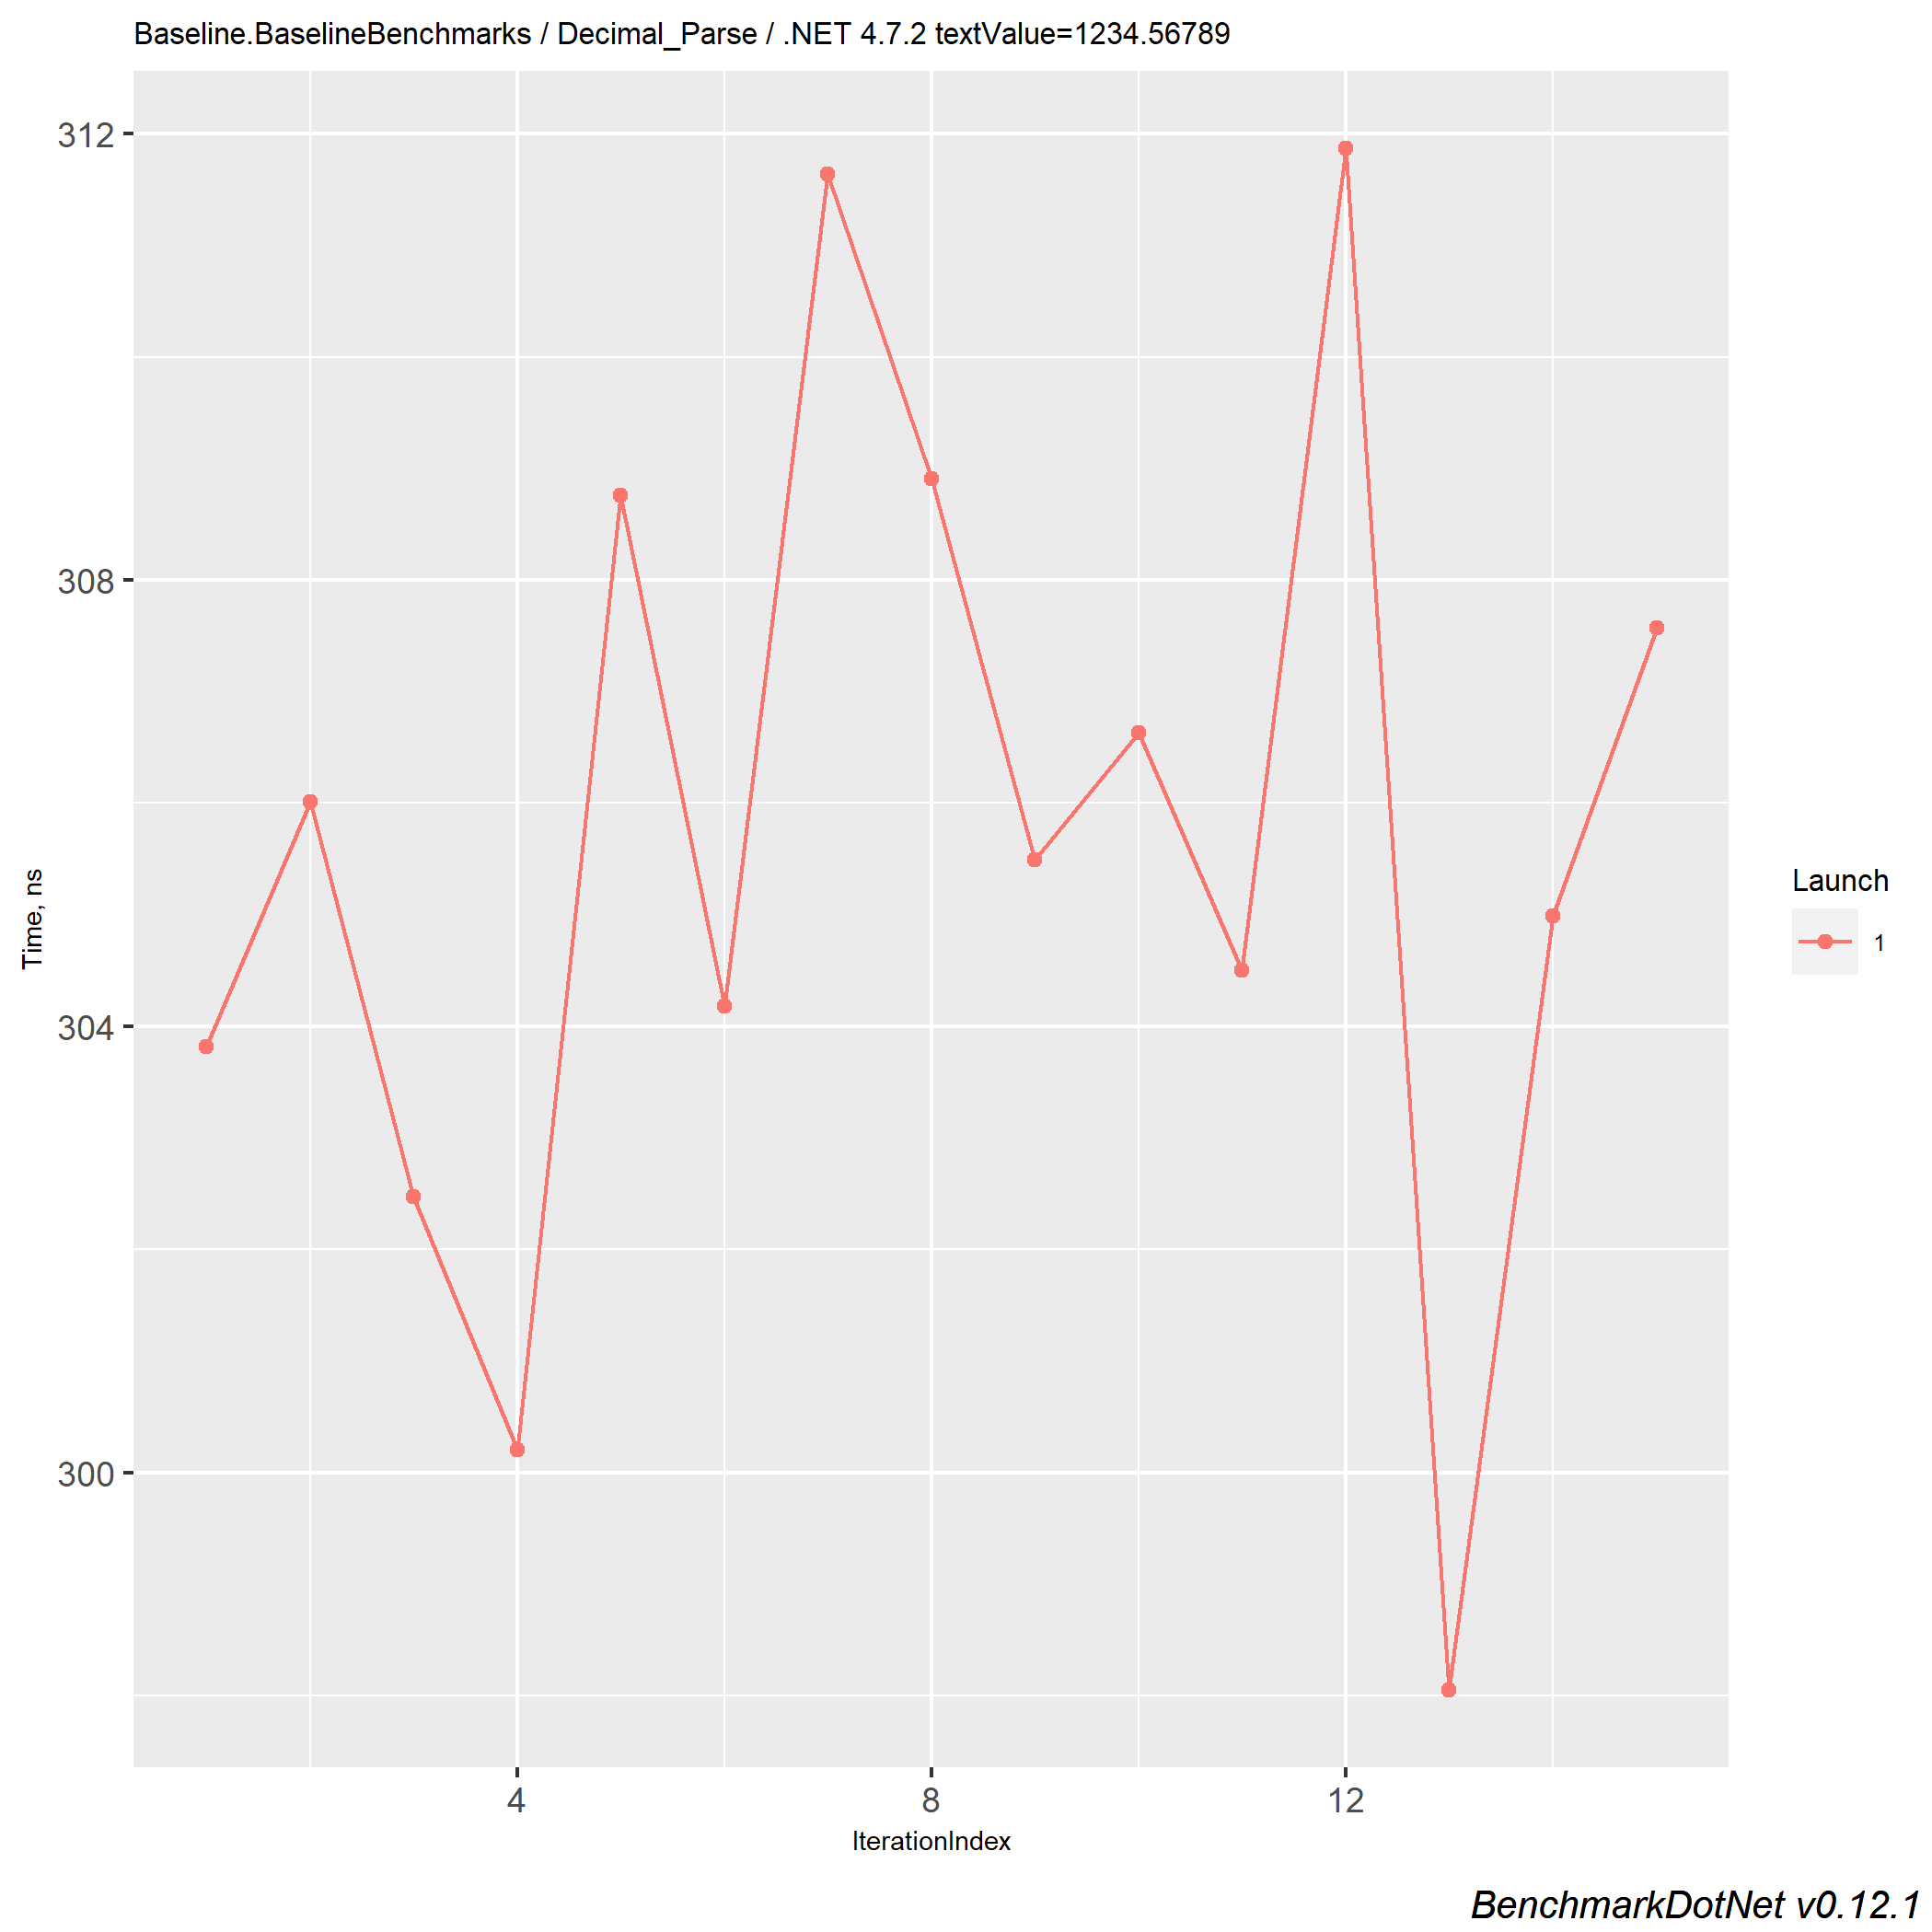 Baseline.BaselineBenchmarks / Decimal_Parse / .NET 4.7.2 textValue=1234.56789
312
308
304
300
Time, ns
4
8
12
IterationIndex
Launch
1
BenchmarkDotNet v0.12.1